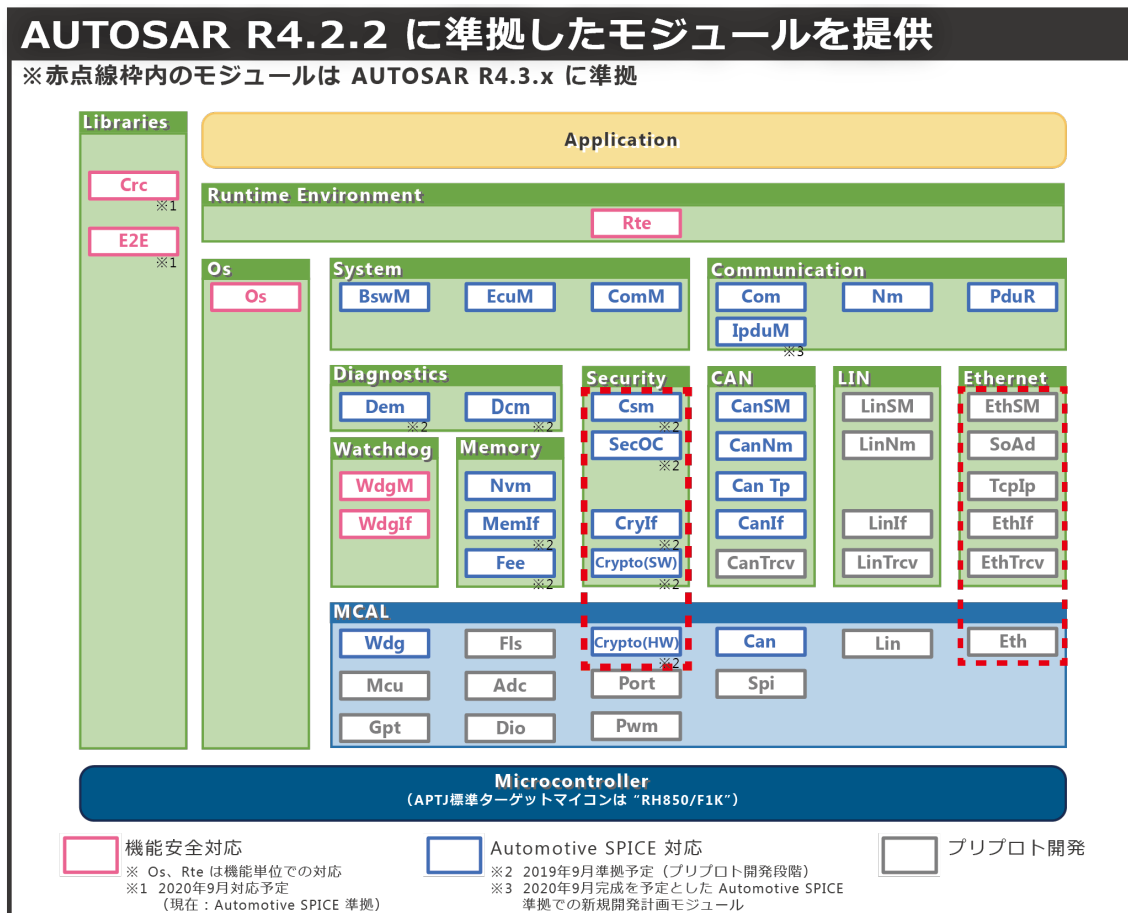 AUTOSAR R4.2.2 に準拠したモジュールを提供
※赤点線枠内のモジュールは AUTOSAR R4.3.x に準拠
Libraries
Crc
※1
E2E
※1
Application
Runtime Environment
Rte
Os
Os
System
BswM EcuM ComM
Communication
Com Nm PduR
IpduM
※3
Diagnostics
Dem Dcm
※2 ※2
Watchdog
WdgM
WdgIf
Memory
Nvm
MemIf
※2
Fee
※2
Security
Csm
※2
SecOC
※2
CryIf
※2
Crypto(SW)
※2
CAN
CanSM
CanNm
Can Tp
CanIf
CanTrcv
LIN
LinSM
LinNm
LinIf
LinTrcv
Ethernet
EthSM
SoAd
TcpIp
EthIf
EthTrcv
MCAL
Wdg Fls Crypto(HW) Can Lin Eth
※2
Mcu Adc Port Spi
Gpt Dio Pwm
Microcontroller
(APTJ標準ターゲットマイコンは “RH850/F1K”)
機能安全対応
※ Os、Rte は機能単位での対応
※1 2020年9月対応予定
(現在：Automotive SPICE 準拠)
Automotive SPICE 対応
※2 2019年9月準拠予定（プリプロト開発段階）
※3 2020年9月完成を予定とした Automotive SPICE
準拠での新規開発計画モジュール
プリプロト開発